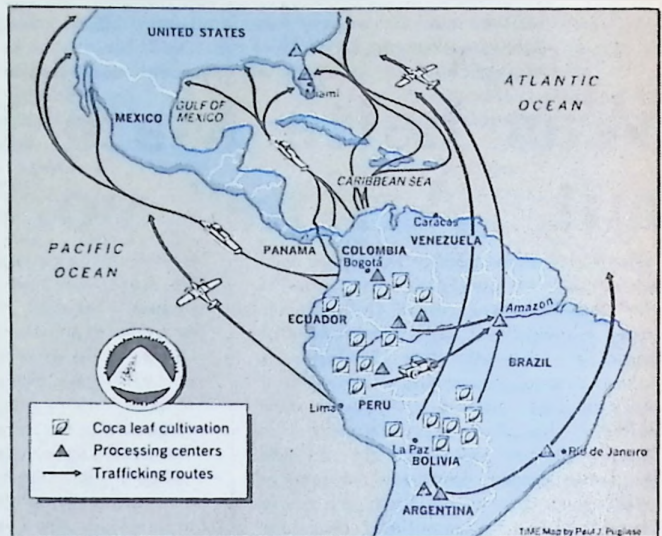 UNITED STATES
ATLANTIC
OCEAN
Miami
GULF OF
MEXICO
MEXICO
CARIBBEAN SEA
Caracas
VENEZUELA
PANAMA
COLOMBIA
Bogotá
PACIFIC
OCEAN
ECUADOR
Amazon
BRAZIL
Lima
PERU
Coca leaf cultivation
Processing centers
Trafficking routes
La Paz
BOLIVIA
Rio de Janeiro
ARGENTINA
TIME Map by Paul J. Pugliese